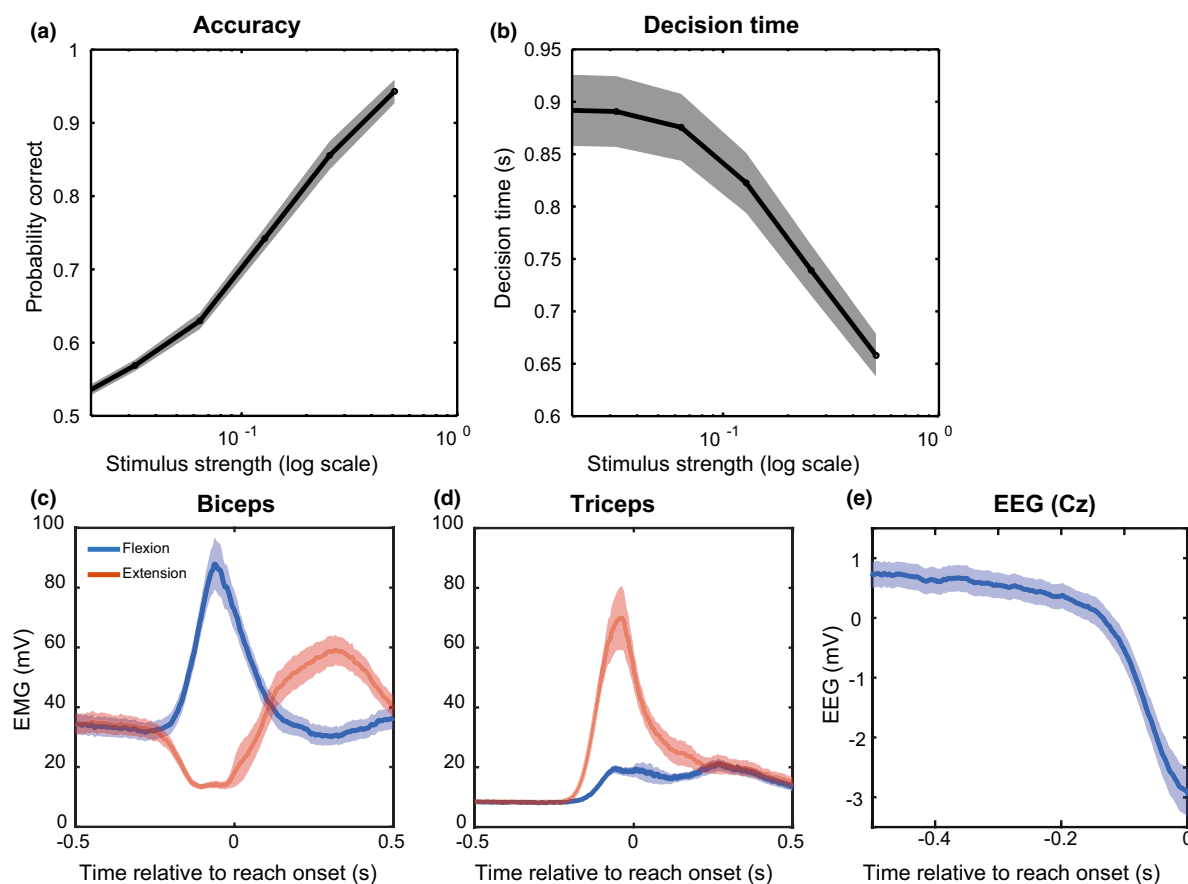 (a)
Accuracy
1
0.9
0.8
0.7
0.6
0.5
Probability correct
10 -1
10 0
Stimulus strength (log scale)
(b)
Decision time
0.95
0.9
0.85
0.8
0.75
0.7
0.65
0.6
Decision time (s)
10 -1
10 0
Stimulus strength (log scale)
(c)
Biceps
100
80
60
40
20
0
EMG (mV)
Flexion
Extension
-0.5
0
0.5
Time relative to reach onset (s)
(d)
Triceps
100
80
60
40
20
0
-0.5
0
0.5
Time relative to reach onset (s)
(e)
EEG (Cz)
1
0
-1
-2
-3
EEG (mV)
-0.4
-0.2
0
Time relative to reach onset (s)